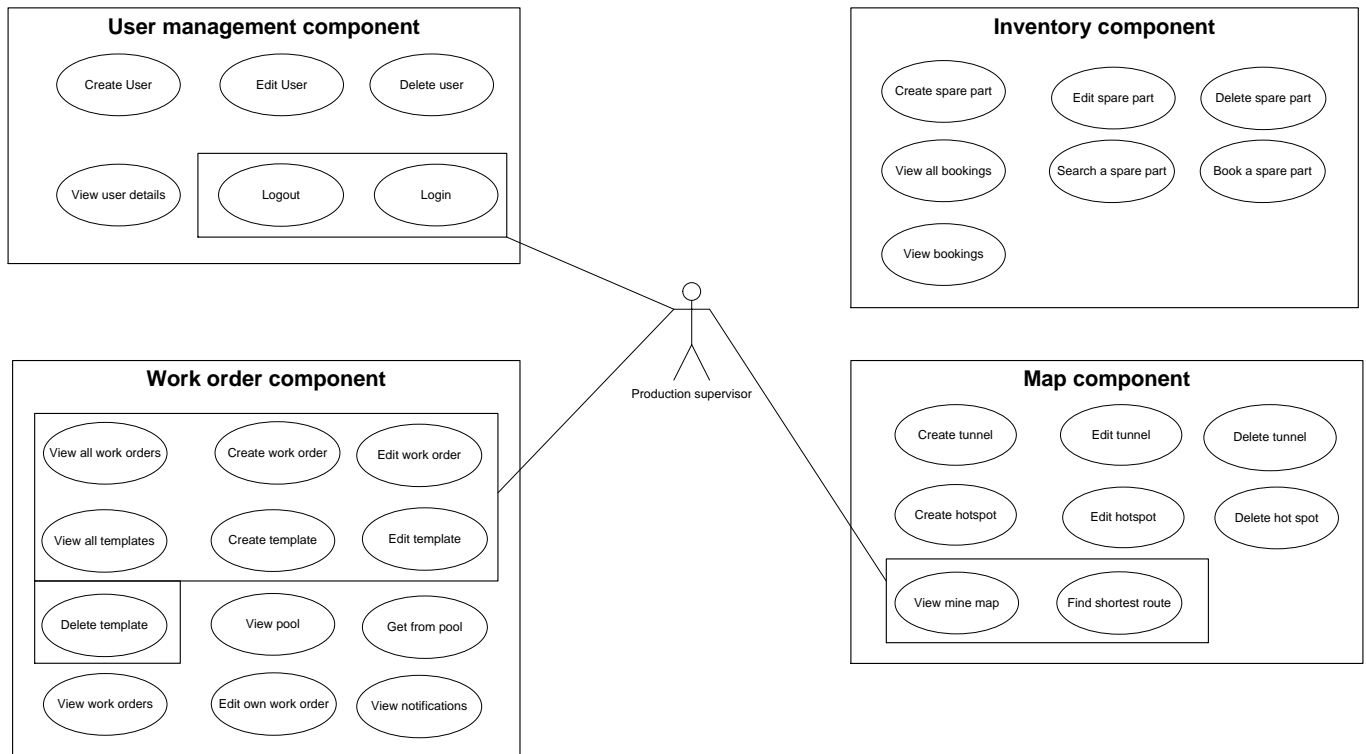 User management component
Create User
Edit User
Delete user
View user details
Logout
Login
Inventory component
Create spare part
Edit spare part
Delete spare part
View all bookings
Search a spare part
Book a spare part
View bookings
Production supervisor
Work order component
View all work orders
Create work order
Edit work order
View all templates
Create template
Edit template
Delete template
View pool
Get from pool
View work orders
Edit own work order
View notifications
Map component
Create tunnel
Edit tunnel
Delete tunnel
Create hotspot
Edit hotspot
Delete hot spot
View mine map
Find shortest route